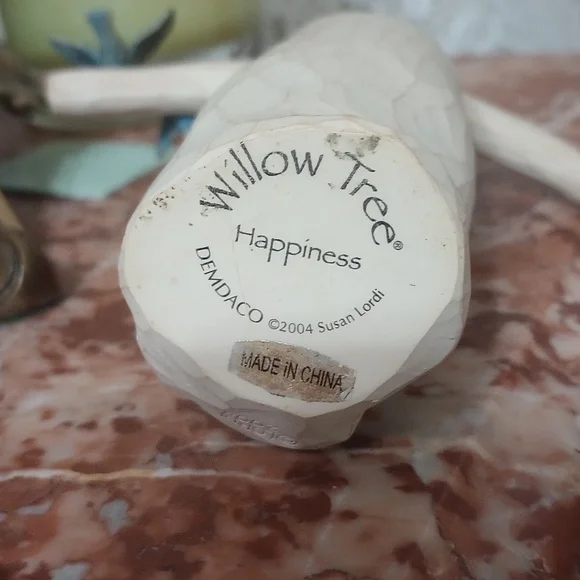 Willow Tree®
Happiness
DEMDACO ©2004 Susan Lordi
MADE iN CHINA